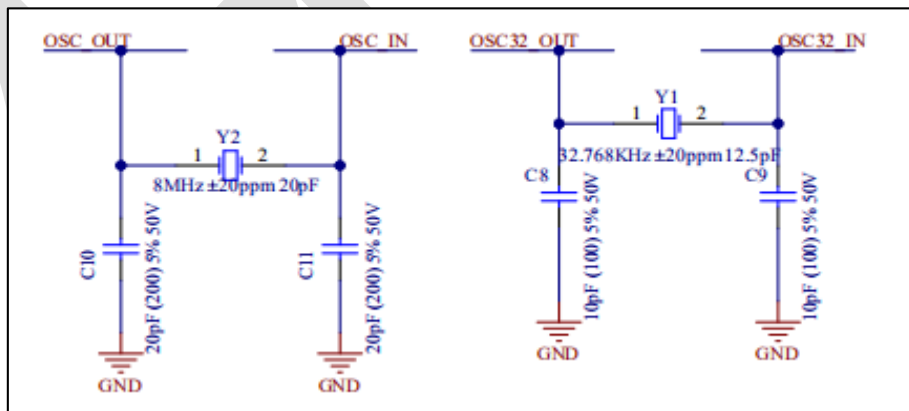 OSC_OUT
OSC_IN
Y2
1
2
8MHz ±20ppm 20pF
C10
20pF (200) 5% 50V
C11
20pF (200) 5% 50V
GND
GND
OSC32_OUT
OSC32_IN
Y1
1
2
32.768KHz ±20ppm 12.5pF
C8
10pF (100) 5% 50V
C9
10pF (100) 5% 50V
GND
GND